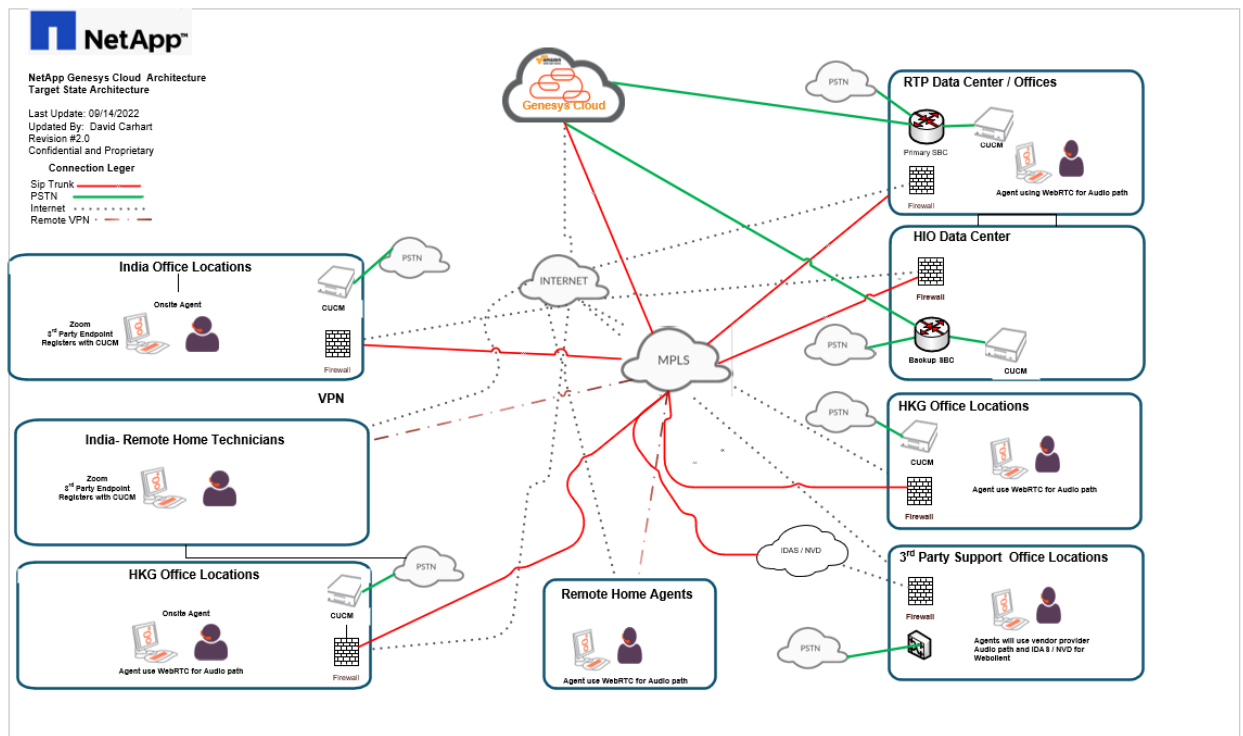 NetApp™
NetApp Genesys Cloud Architecture
Target State Architecture
Last Update: 09/14/2022
Updated By: David Carhart
Revision #2.0
Confidential and Proprietary
Connection Leger
Sip Trunk
PSTN
Internet
Remote VPN
amazon
Genesys Cloud
PSTN
RTP Data Center / Offices
Primary SBC
CUCM
Agent using WebRTC for Audio path
Firewall
HIO Data Center
Firewall
PSTN
Backup SBC
CUCM
India Office Locations
Onsite Agent
Zoom
3rd Party Endpoint
Registers with CUCM
CUCM
Firewall
PSTN
INTERNET
MPLS
VPN
India- Remote Home Technicians
Zoom
3rd Party Endpoint
Registers with CUCM
PSTN
HKG Office Locations
CUCM
Agent use WebRTC for Audio path
Firewall
HKG Office Locations
Onsite Agent
Agent use WebRTC for Audio path
CUCM
Firewall
PSTN
IDAS / NVD
Remote Home Agents
Agent use WebRTC for Audio path
3rd Party Support Office Locations
Firewall
PSTN
Agents will use vendor provider
Audio path and IDA8 / NVD for
Webclient